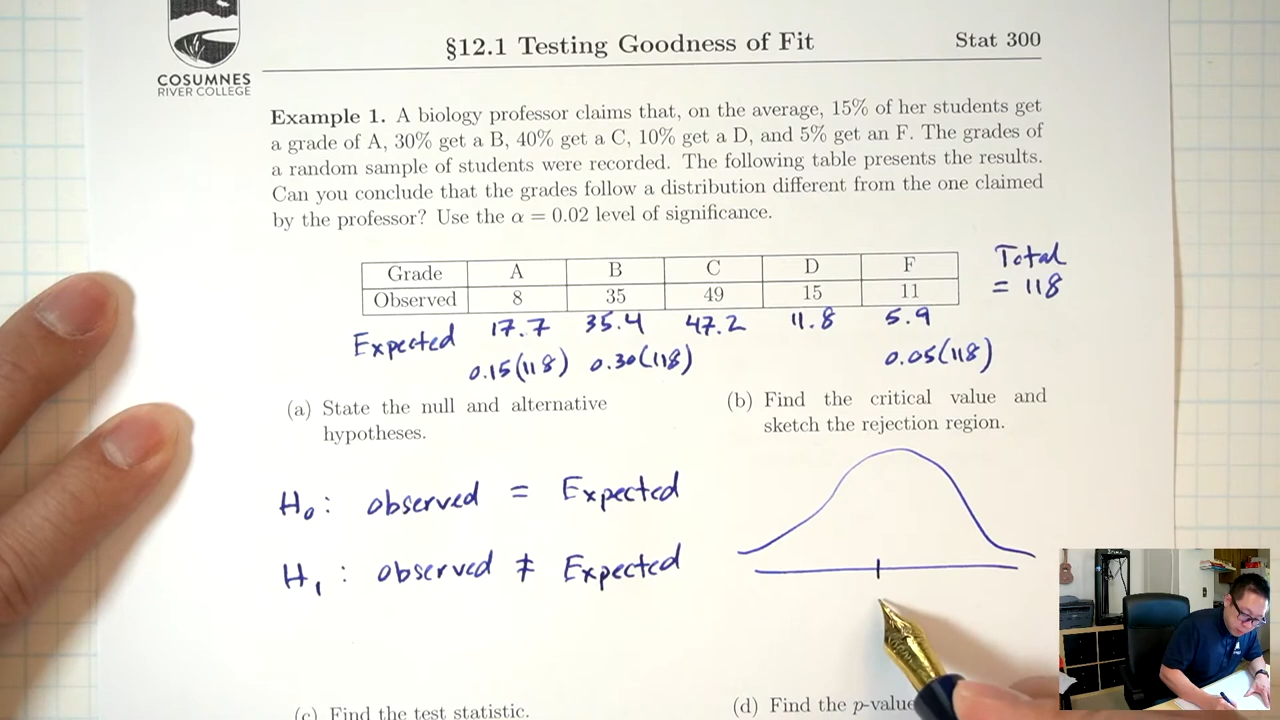 §12.1 Testing Goodness of Fit
Stat 300
COSUMNES
RIVER COLLEGE
Example 1. A biology professor claims that, on the average, 15% of her students get
a grade of A, 30% get a B, 40% get a C, 10% get a D, and 5% get an F. The grades of
a random sample of students were recorded. The following table presents the results.
Can you conclude that the grades follow a distribution different from the one claimed
by the professor? Use the α = 0.02 level of significance.
Grade A B C D F
Observed 8 35 49 15 11
Total
= 118
Expected 17.7 35.4 47.2 11.8 5.9
0.15(118) 0.30(118) 0.05(118)
(a) State the null and alternative
hypotheses.
(b) Find the critical value and
sketch the rejection region.
H₀: observed = Expected
H₁: observed ≠ Expected
(c) Find the test statistic.
(d) Find the p-value